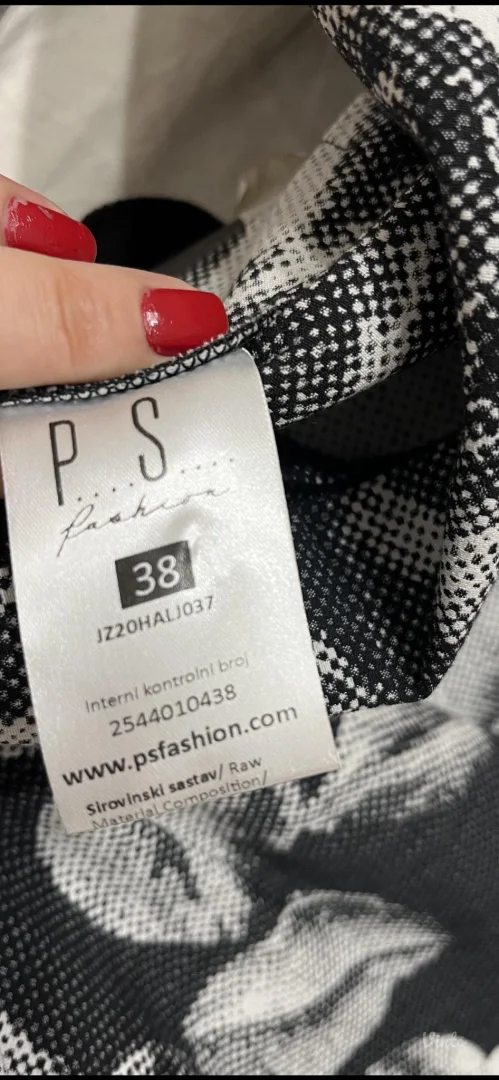 P....S....
fashion
38
JZ20HALJ037
Interni kontrolni broj
2544010438
www.psfashion.com
Sirovinski sastav/ Raw
Material Composition/